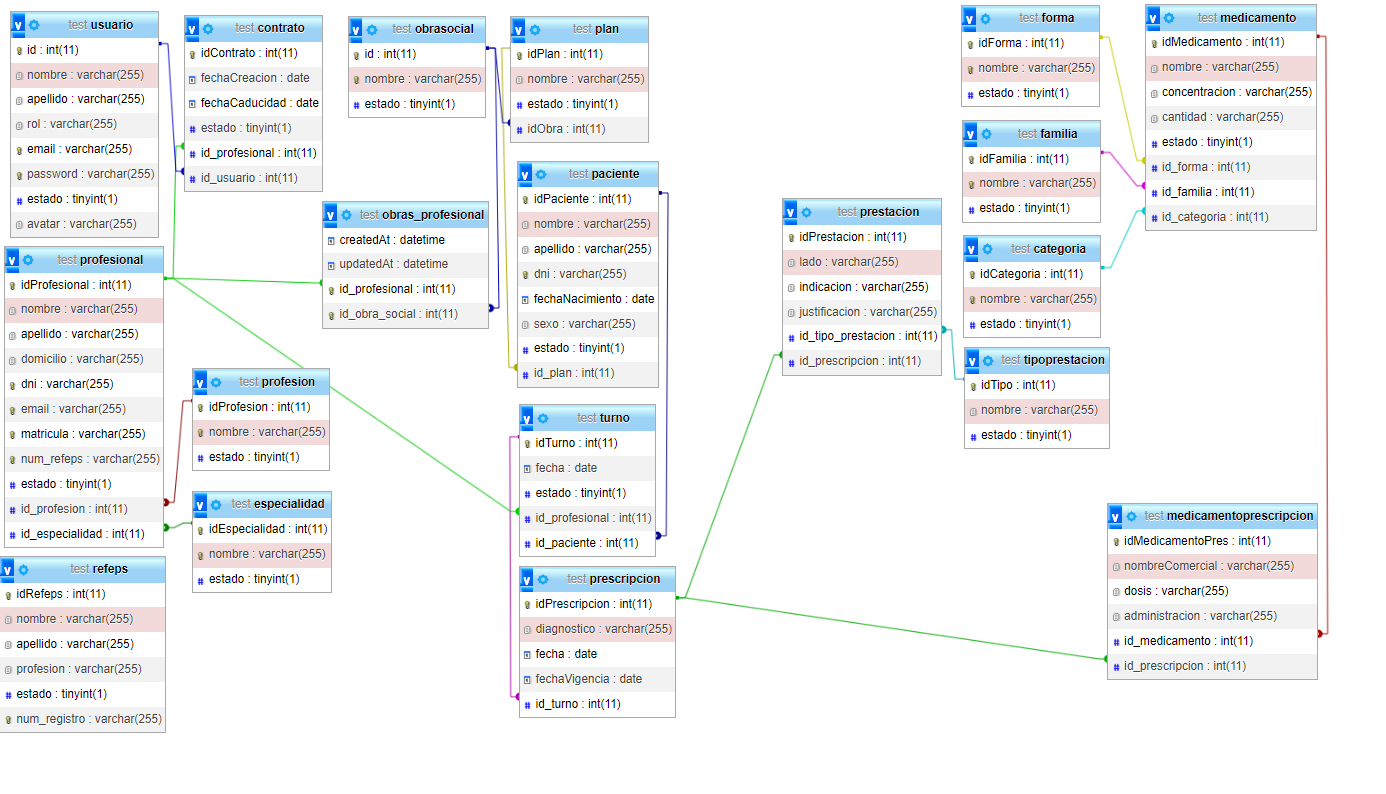 test usuario
id : int(11)
nombre : varchar(255)
apellido : varchar(255)
rol : varchar(255)
email : varchar(255)
password : varchar(255)
estado : tinyint(1)
avatar : varchar(255)
test contrato
idContrato : int(11)
fechaCreacion : date
fechaCaducidad : date
estado : tinyint(1)
id_profesional : int(11)
id_usuario : int(11)
test obrasocial
id : int(11)
nombre : varchar(255)
estado : tinyint(1)
test plan
idPlan : int(11)
nombre : varchar(255)
estado : tinyint(1)
idObra : int(11)
test forma
idForma : int(11)
nombre : varchar(255)
estado : tinyint(1)
test medicamento
idMedicamento : int(11)
nombre : varchar(255)
concentracion : varchar(255)
cantidad : varchar(255)
estado : tinyint(1)
id_forma : int(11)
id_familia : int(11)
id_categoria : int(11)
test familia
idFamilia : int(11)
nombre : varchar(255)
estado : tinyint(1)
test paciente
idPaciente : int(11)
nombre : varchar(255)
apellido : varchar(255)
dni : varchar(255)
fechaNacimiento : date
sexo : varchar(255)
estado : tinyint(1)
id_plan : int(11)
test obras_profesional
createdAt : datetime
updatedAt : datetime
id_profesional : int(11)
id_obra_social : int(11)
test prestacion
idPrestacion : int(11)
lado : varchar(255)
indicacion : varchar(255)
justificacion : varchar(255)
id_tipo_prestacion : int(11)
id_prescripcion : int(11)
test categoria
idCategoria : int(11)
nombre : varchar(255)
estado : tinyint(1)
test profesional
idProfesional : int(11)
nombre : varchar(255)
apellido : varchar(255)
domicilio : varchar(255)
dni : varchar(255)
email : varchar(255)
matricula : varchar(255)
num_refeps : varchar(255)
estado : tinyint(1)
id_profesion : int(11)
id_especialidad : int(11)
test tipoprestacion
idTipo : int(11)
nombre : varchar(255)
estado : tinyint(1)
test profesion
idProfesion : int(11)
nombre : varchar(255)
estado : tinyint(1)
test turno
idTurno : int(11)
fecha : date
estado : tinyint(1)
id_profesional : int(11)
id_paciente : int(11)
test especialidad
idEspecialidad : int(11)
nombre : varchar(255)
estado : tinyint(1)
test medicamentoprescripcion
idMedicamentoPres : int(11)
nombreComercial : varchar(255)
dosis : varchar(255)
administracion : varchar(255)
id_medicamento : int(11)
id_prescripcion : int(11)
test refeps
idRefeps : int(11)
nombre : varchar(255)
apellido : varchar(255)
profesion : varchar(255)
estado : tinyint(1)
num_registro : varchar(255)
test prescripcion
idPrescripcion : int(11)
diagnostico : varchar(255)
fecha : date
fechaVigencia : date
id_turno : int(11)